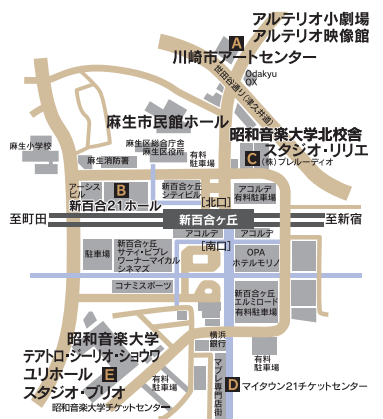 アルテリオ小劇場
アルテリオ映像館
A
川崎市アートセンター
世田谷通り(津久井道)
Odakyu
OX
麻生市民館ホール
昭和音楽大学北校舎
スタジオ・リリエ
(株)プレルーディオ
C
麻生小学校
麻生区総合庁舎
麻生区役所
有料
駐車場
麻生消防署
アーシス
ビル
B
新百合ヶ丘
シティビル
アコルデ
有料駐車場
新百合21ホール
[北口]
至町田
新百合ヶ丘
至新宿
アコルデ
アコルデ
[南口]
駐車場
新百合ヶ丘
サティ・ビブレ
ワーナーマイカル
シネマズ
OPA
ホテルモリノ
コナミスポーツ
新百合ヶ丘
エルミロード
有料駐車場
昭和音楽大学
テアトロ・ジーリオ・ショウワ
ユリホール
E
スタジオ・ブリオ
昭和音楽大学チケットセンター
横浜
銀行
有料
駐車場
有料
駐車場
マプレ専門店街
D
マイタウン21チケットセンター